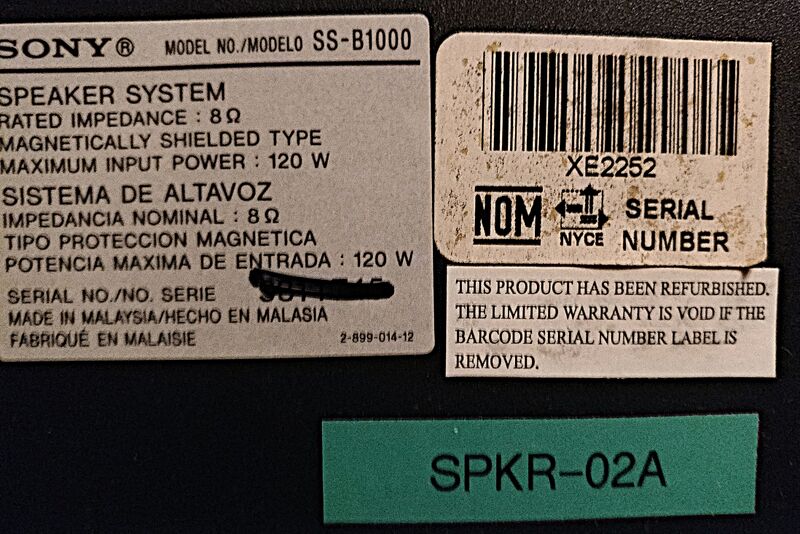 SONY® MODEL NO./MODELO SS-B1000
SPEAKER SYSTEM
RATED IMPEDANCE : 8Ω
MAGNETICALLY SHIELDED TYPE
MAXIMUM INPUT POWER : 120 W
SISTEMA DE ALTAVOZ
IMPEDANCIA NOMINAL : 8Ω
TIPO PROTECCION MAGNETICA
POTENCIA MAXIMA DE ENTRADA : 120 W
SERIAL NO./NO. SERIE
MADE IN MALAYSIA/HECHO EN MALASIA
FABRIQUÉ EN MALAISIE 2-899-014-12
XE2252
NOM
NYCE
SERIAL
NUMBER
THIS PRODUCT HAS BEEN REFURBISHED.
THE LIMITED WARRANTY IS VOID IF THE
BARCODE SERIAL NUMBER LABEL IS
REMOVED.
SPKR-02A